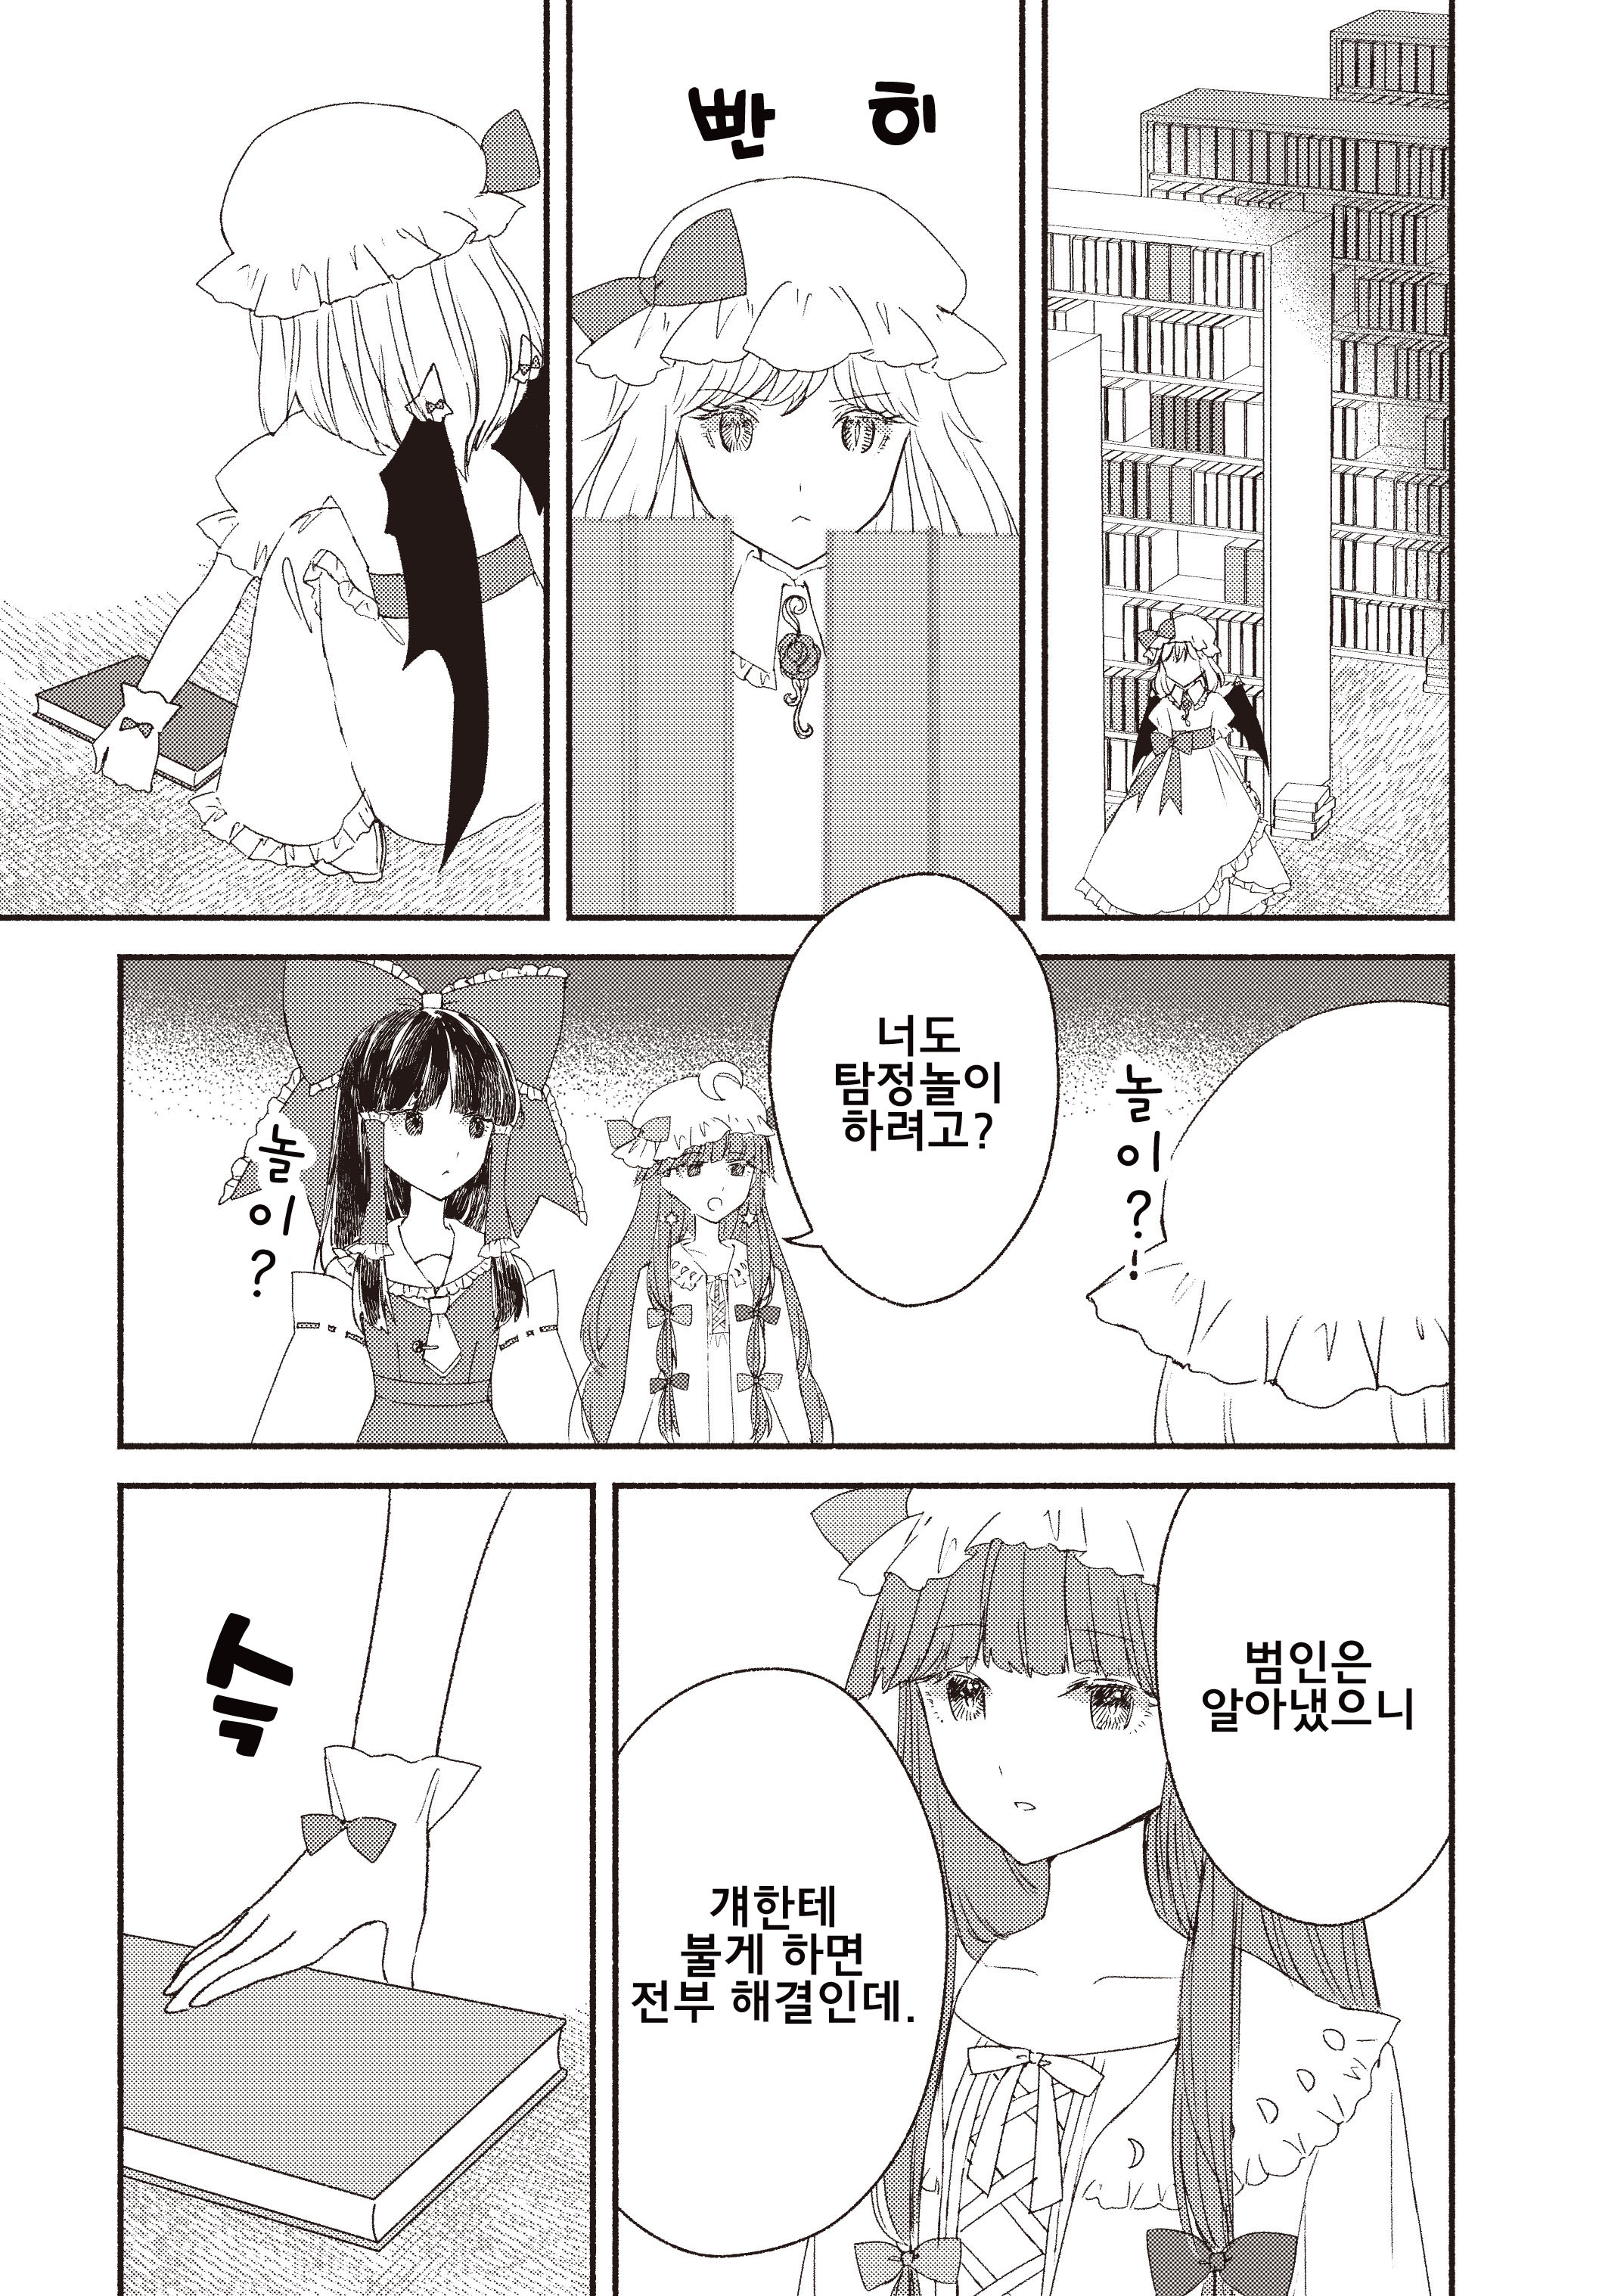 빤히
너도
탐정놀이
하려고?
놀이?!
놀이?
범인은
알아냈으니
걔한테
불게 하면
전부 해결인데.
슥